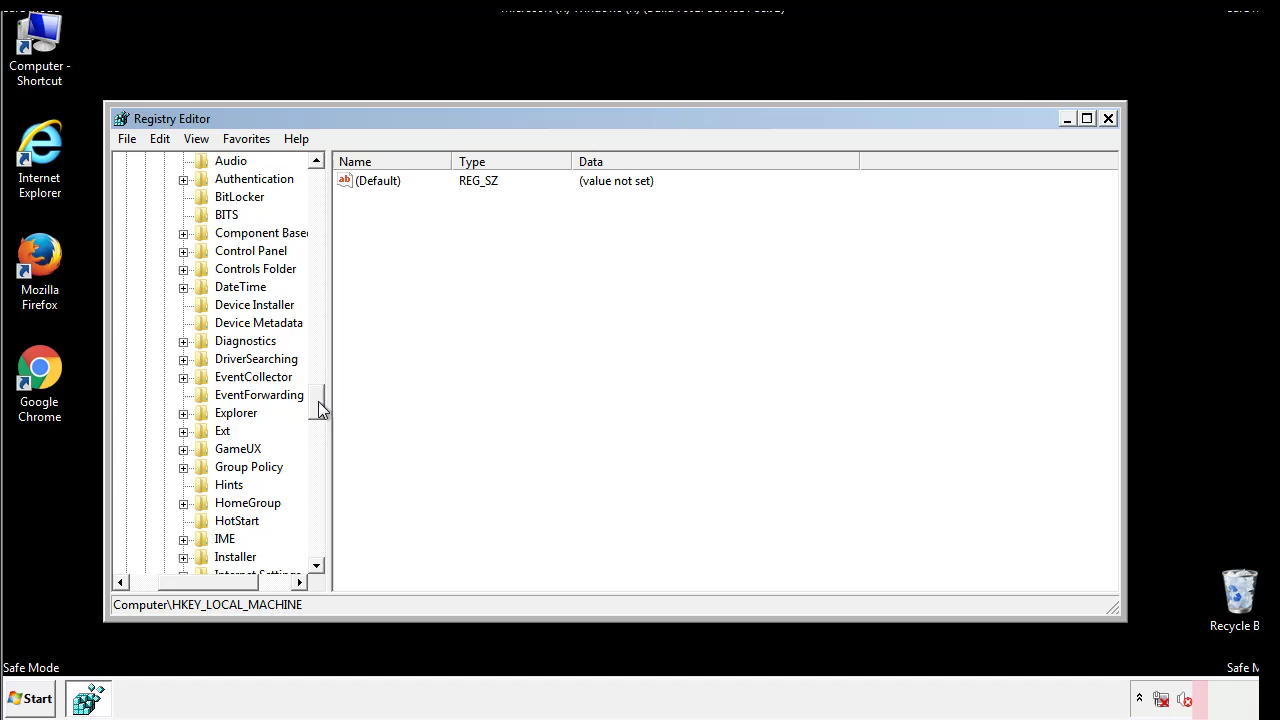 Computer -
Shortcut
Internet
Explorer
Mozilla
Firefox
Google
Chrome
Registry Editor
File Edit View Favorites Help
Name Type Data
(Default) REG_SZ (value not set)
Audio
Authentication
BitLocker
BITS
Component Base
Control Panel
Controls Folder
DateTime
Device Installer
Device Metadata
Diagnostics
DriverSearching
EventCollector
EventForwarding
Explorer
Ext
GameUX
Group Policy
Hints
HomeGroup
HotStart
IME
Installer
Internet Settings
Computer\HKEY_LOCAL_MACHINE
Recycle B
Safe Mode Safe M
Start